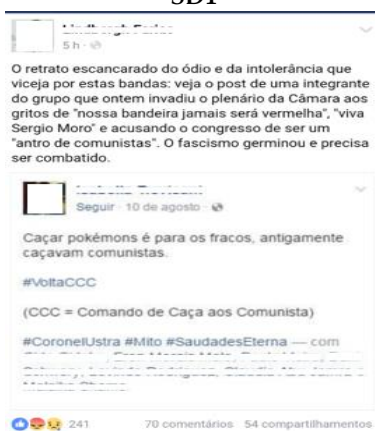 SD1
5 h ·
O retrato escancarado do ódio e da intolerância que
viceja por estas bandas: veja o post de uma integrante
do grupo que ontem invadiu o plenário da Câmara aos
gritos de "nossa bandeira jamais será vermelha", "viva
Sergio Moro" e acusando o congresso de ser um
"antro de comunistas". O fascismo germinou e precisa
ser combatido.
Seguir · 10 de agosto ·
Caçar pokémons é para os fracos, antigamente
caçavam comunistas.
#VoltaCCC
(CCC = Comando de Caça aos Comunista)
#CoronelUstra #Mito #SaudadesEterna — com
241 70 comentários 54 compartilhamentos